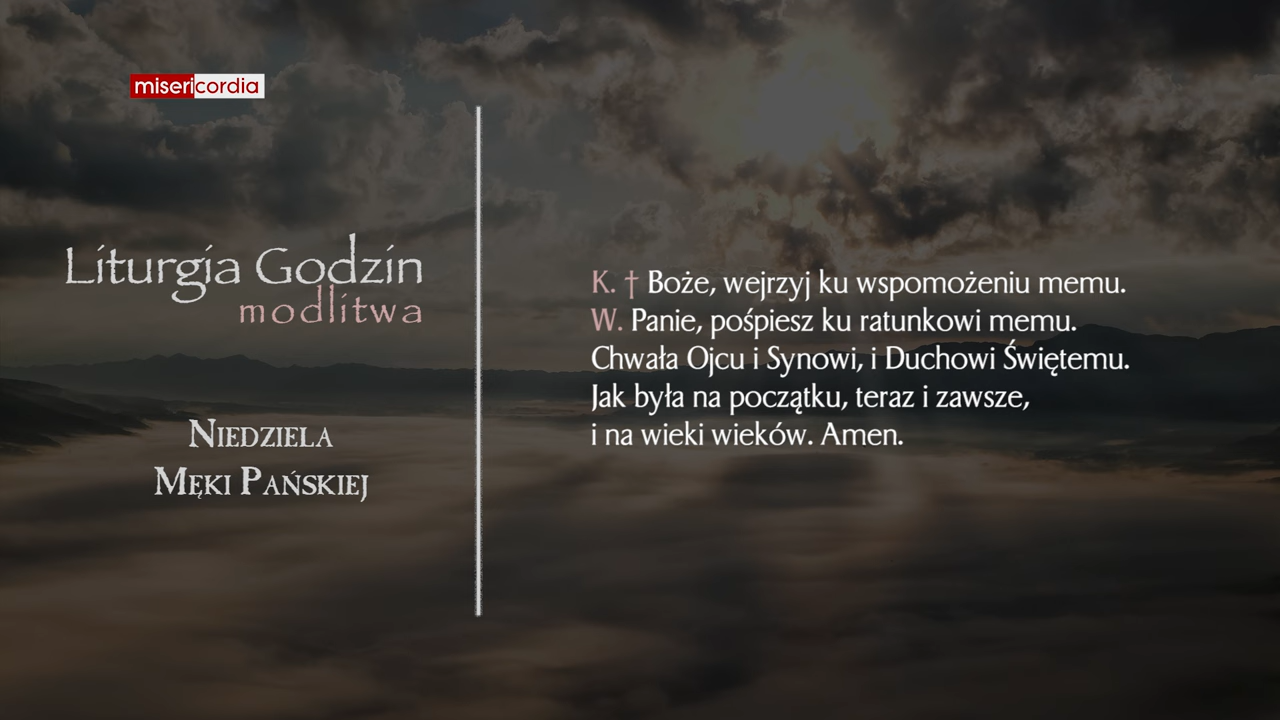 misericordia
Liturgia Godzin
modlitwa
Niedziela
Męki Pańskiej
K. † Boże, wejrzyj ku wspomożeniu memu.
W. Panie, pośpiesz ku ratunkowi memu.
Chwała Ojcu i Synowi, i Duchowi Świętemu.
Jak była na początku, teraz i zawsze,
i na wieki wieków. Amen.